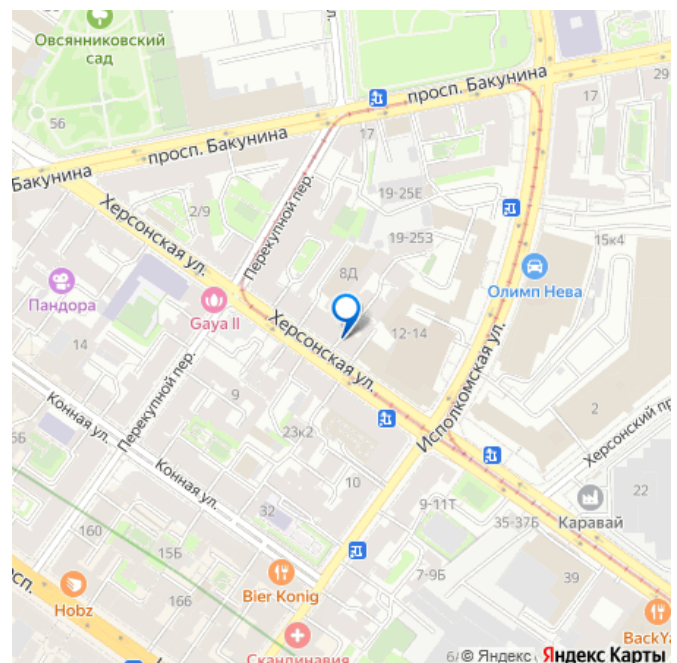 56
Овсянниковский
сад
ул.
29
просп. Бакунина
17
17
просп. Бакунина
Бакунина
2/9
Перекупной пер.
19-25Е
Херсонская ул.
19-253
15к4
8Д
Пандора
Gaya II
Олимп Нева
Херсонская ул.
12-14
14
Исполкомская ул.
Перекупной пер.
9
2
Херсонский пр
Конная ул.
23к2
Конная ул.
10
22
9-11Т
Каравай
32
35-37Б
160
15Б
7-9Б
Bier Konig
39
Hobz
166
BackYa
Скандинавия
© Яндекс
Яндекс Карты